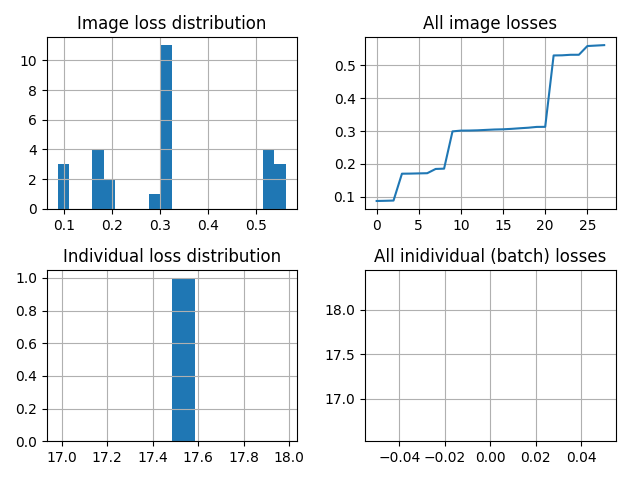 Image loss distribution
All image losses
10
8
6
4
2
0
0.1 0.2 0.3 0.4 0.5
0.5
0.4
0.3
0.2
0.1
0 5 10 15 20 25
Individual loss distribution
All inidividual (batch) losses
1.0
0.8
0.6
0.4
0.2
0.0
17.0 17.2 17.4 17.6 17.8 18.0
18.0
17.5
17.0
−0.04 −0.02 0.00 0.02 0.04